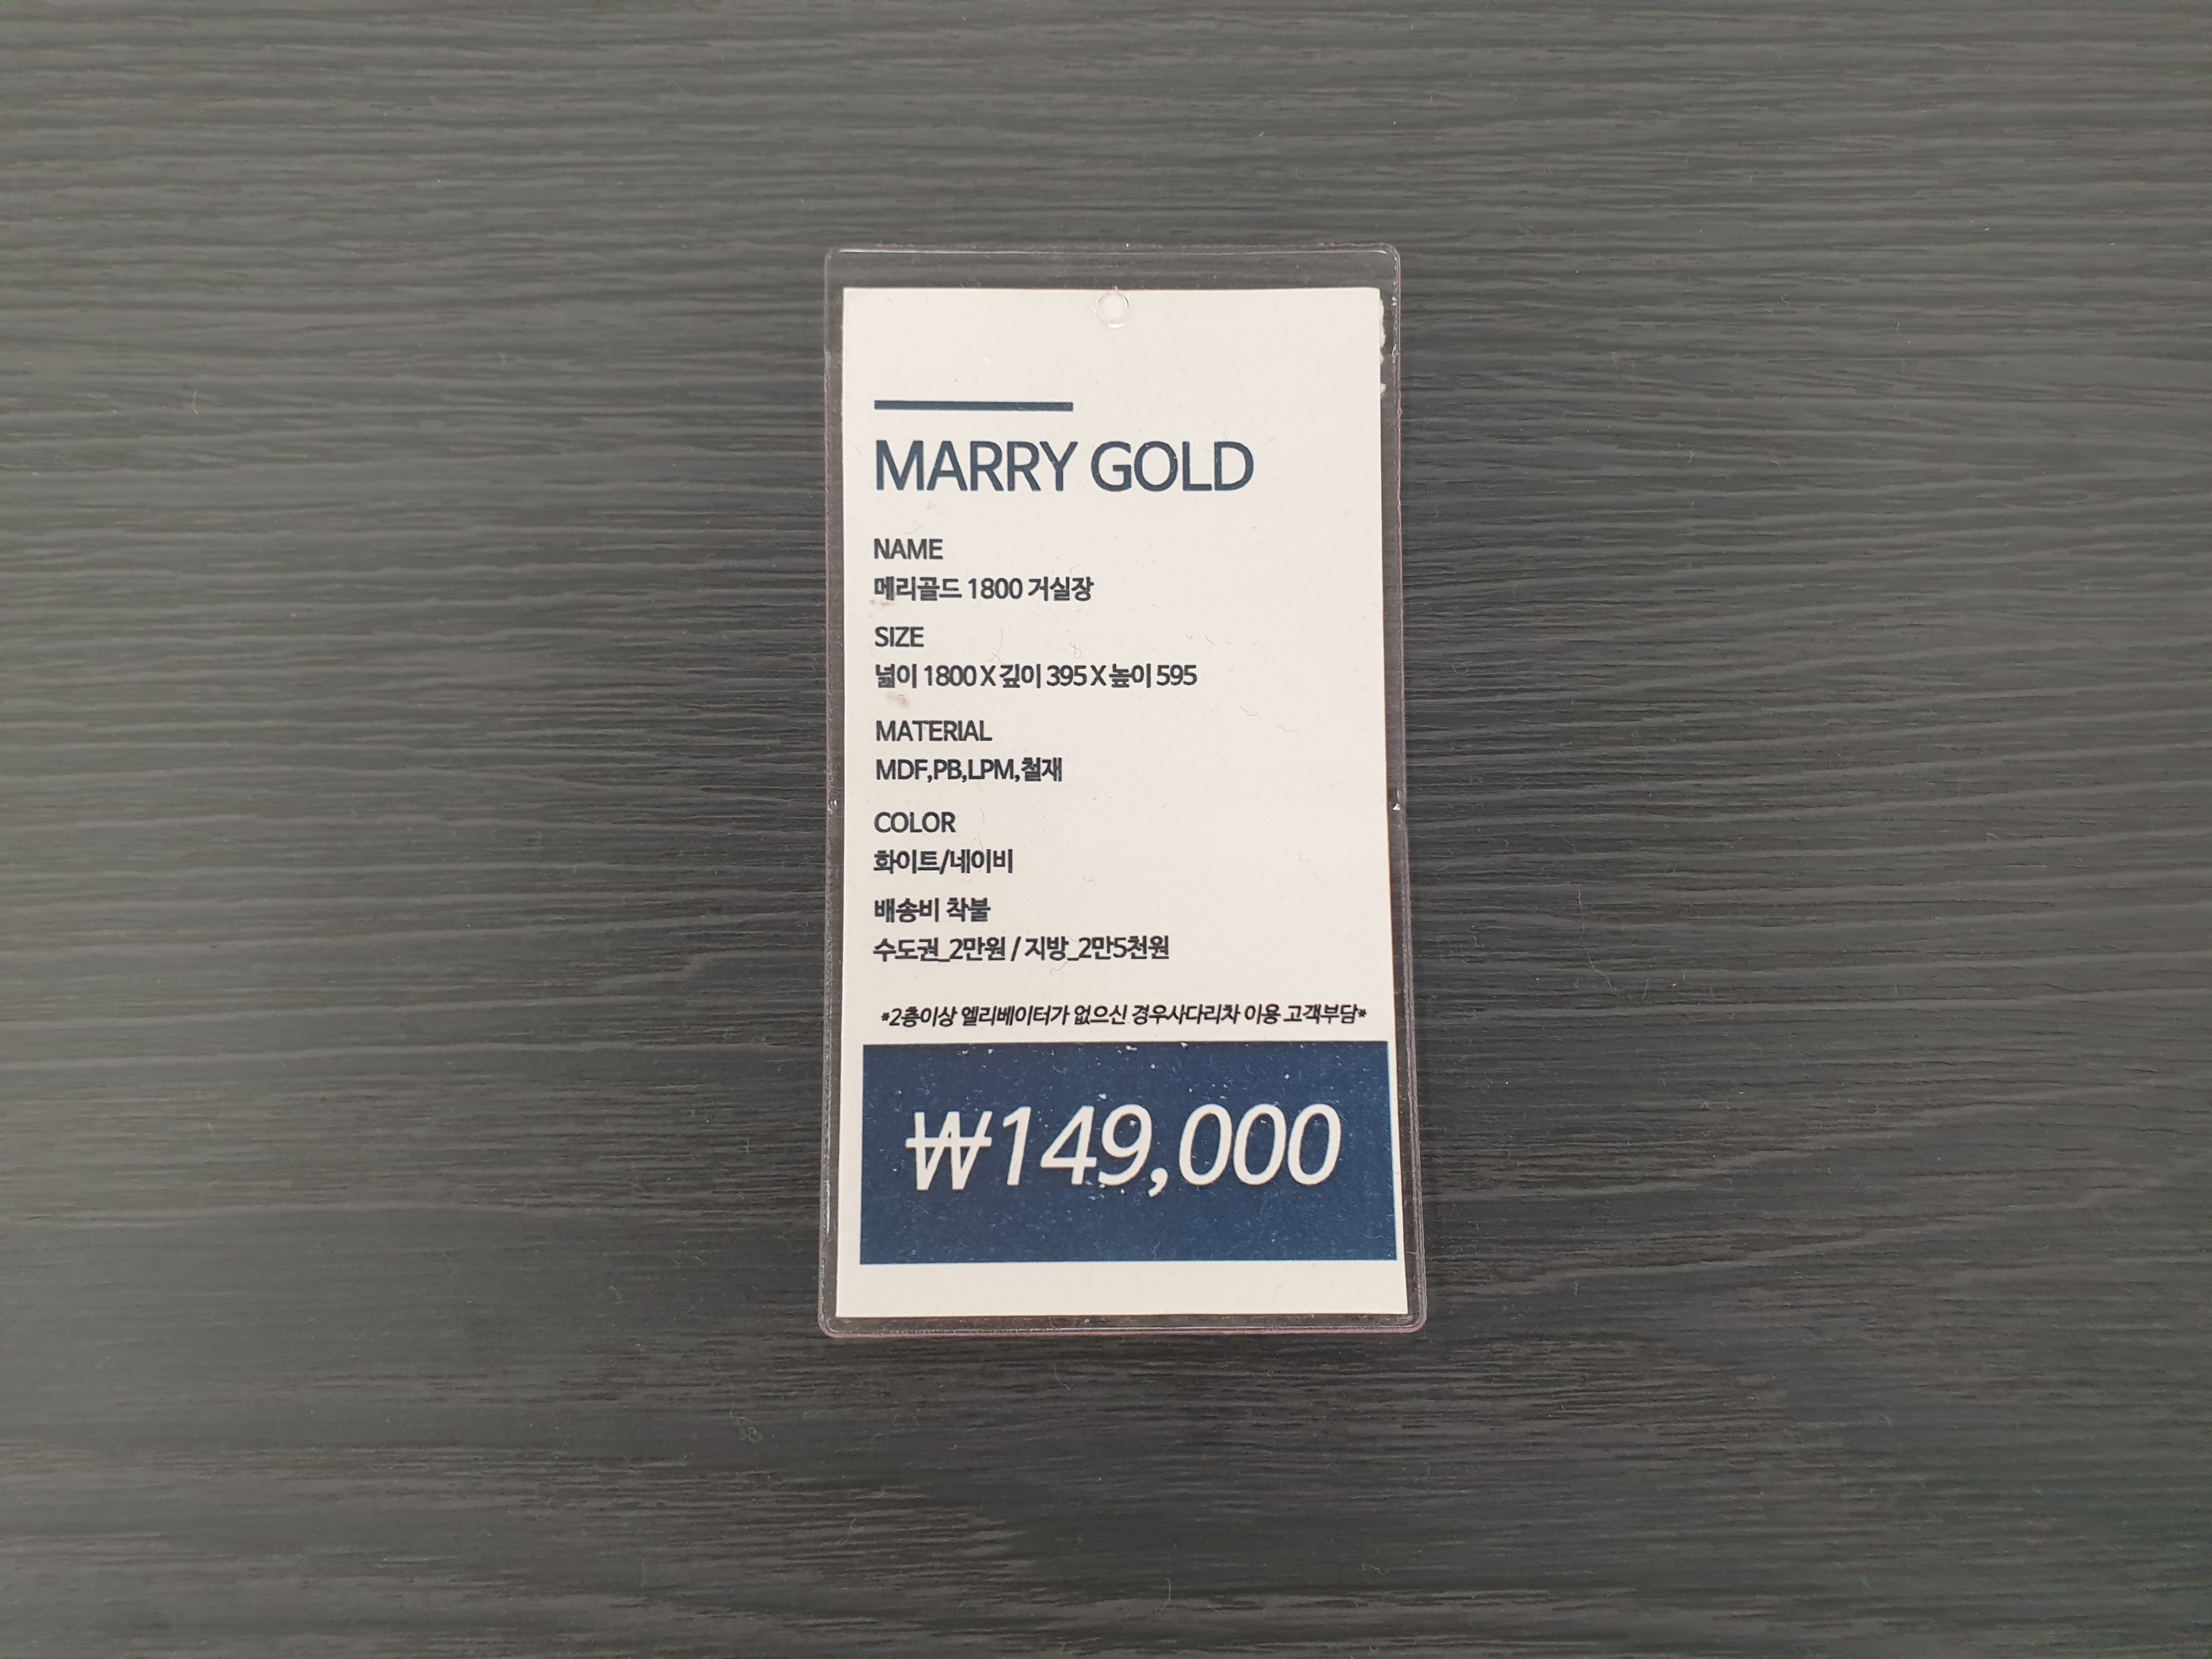 MARRY GOLD
NAME
메리골드 1800 거실장
SIZE
넓이 1800 X 깊이 395 X 높이 595
MATERIAL
MDF,PB,LPM,철재
COLOR
화이트/네이비
배송비 착불
수도권_2만원 / 지방_2만5천원
*2층이상 엘리베이터가 없으신 경우사다리차 이용 고객부담*
₩149,000